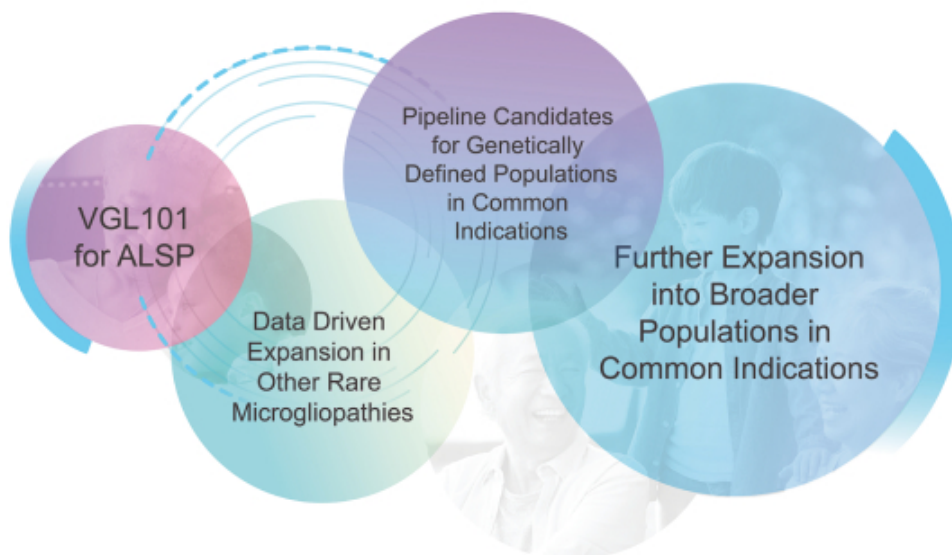 VGL101
for ALSP
Data Driven
Expansion in
Other Rare
Microgliopathies
Pipeline Candidates
for Genetically
Defined Populations
in Common
Indications
Further Expansion
into Broader
Populations in
Common Indications